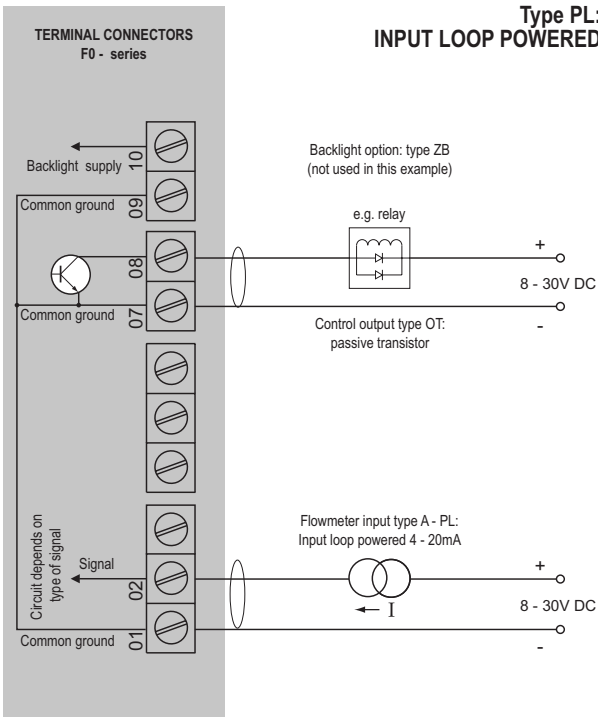 Type PL:
INPUT LOOP POWERED
TERMINAL CONNECTORS
F0 - series
Backlight option: type ZB
(not used in this example)
10
Backlight supply
09
Common ground
e.g. relay
08
+
8 - 30V DC
-
07
Common ground
Control output type OT:
passive transistor
Circuit depends on
type of signal
Flowmeter input type A - PL:
Input loop powered 4 - 20mA
Signal
02
+
I
8 - 30V DC
-
01
Common ground